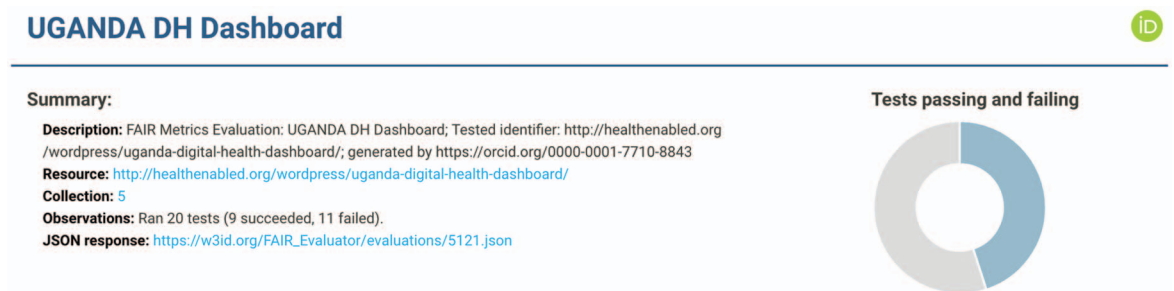 UGANDA DH Dashboard
iD
Summary:
Description: FAIR Metrics Evaluation: UGANDA DH Dashboard; Tested identifier: http://healthenabled.org
/wordpress/uganda-digital-health-dashboard/; generated by https://orcid.org/0000-0001-7710-8843
Resource: http://healthenabled.org/wordpress/uganda-digital-health-dashboard/
Collection: 5
Observations: Ran 20 tests (9 succeeded, 11 failed).
JSON response: https://w3id.org/FAIR_Evaluator/evaluations/5121.json
Tests passing and failing